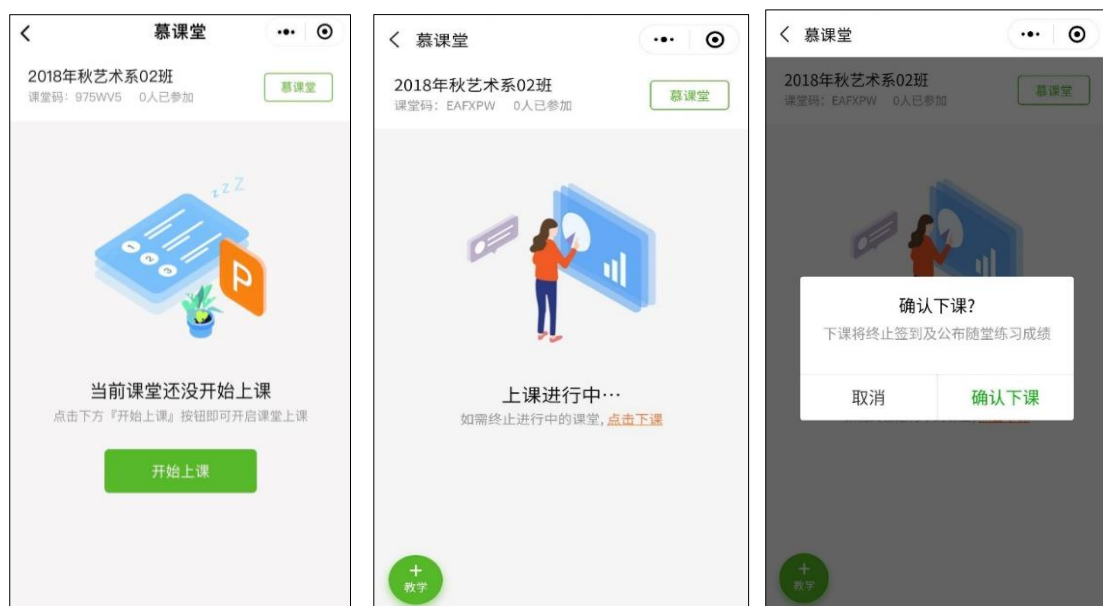 慕课堂
2018年秋艺术系02班
课堂码：975WV5 0人已参加
慕课堂
zzZ
1
2
3
P
当前课堂还没开始上课
点击下方『开始上课』按钮即可开启课堂上课
开始上课
慕课堂
2018年秋艺术系02班
课堂码：EAFXPW 0人已参加
慕课堂
上课进行中…
如需终止进行中的课堂,点击下课
+
教学
慕课堂
2018年秋艺术系02班
课堂码：EAFXPW 0人已参加
慕课堂
确认下课?
下课将终止签到及公布随堂练习成绩
取消
确认下课
+
教学